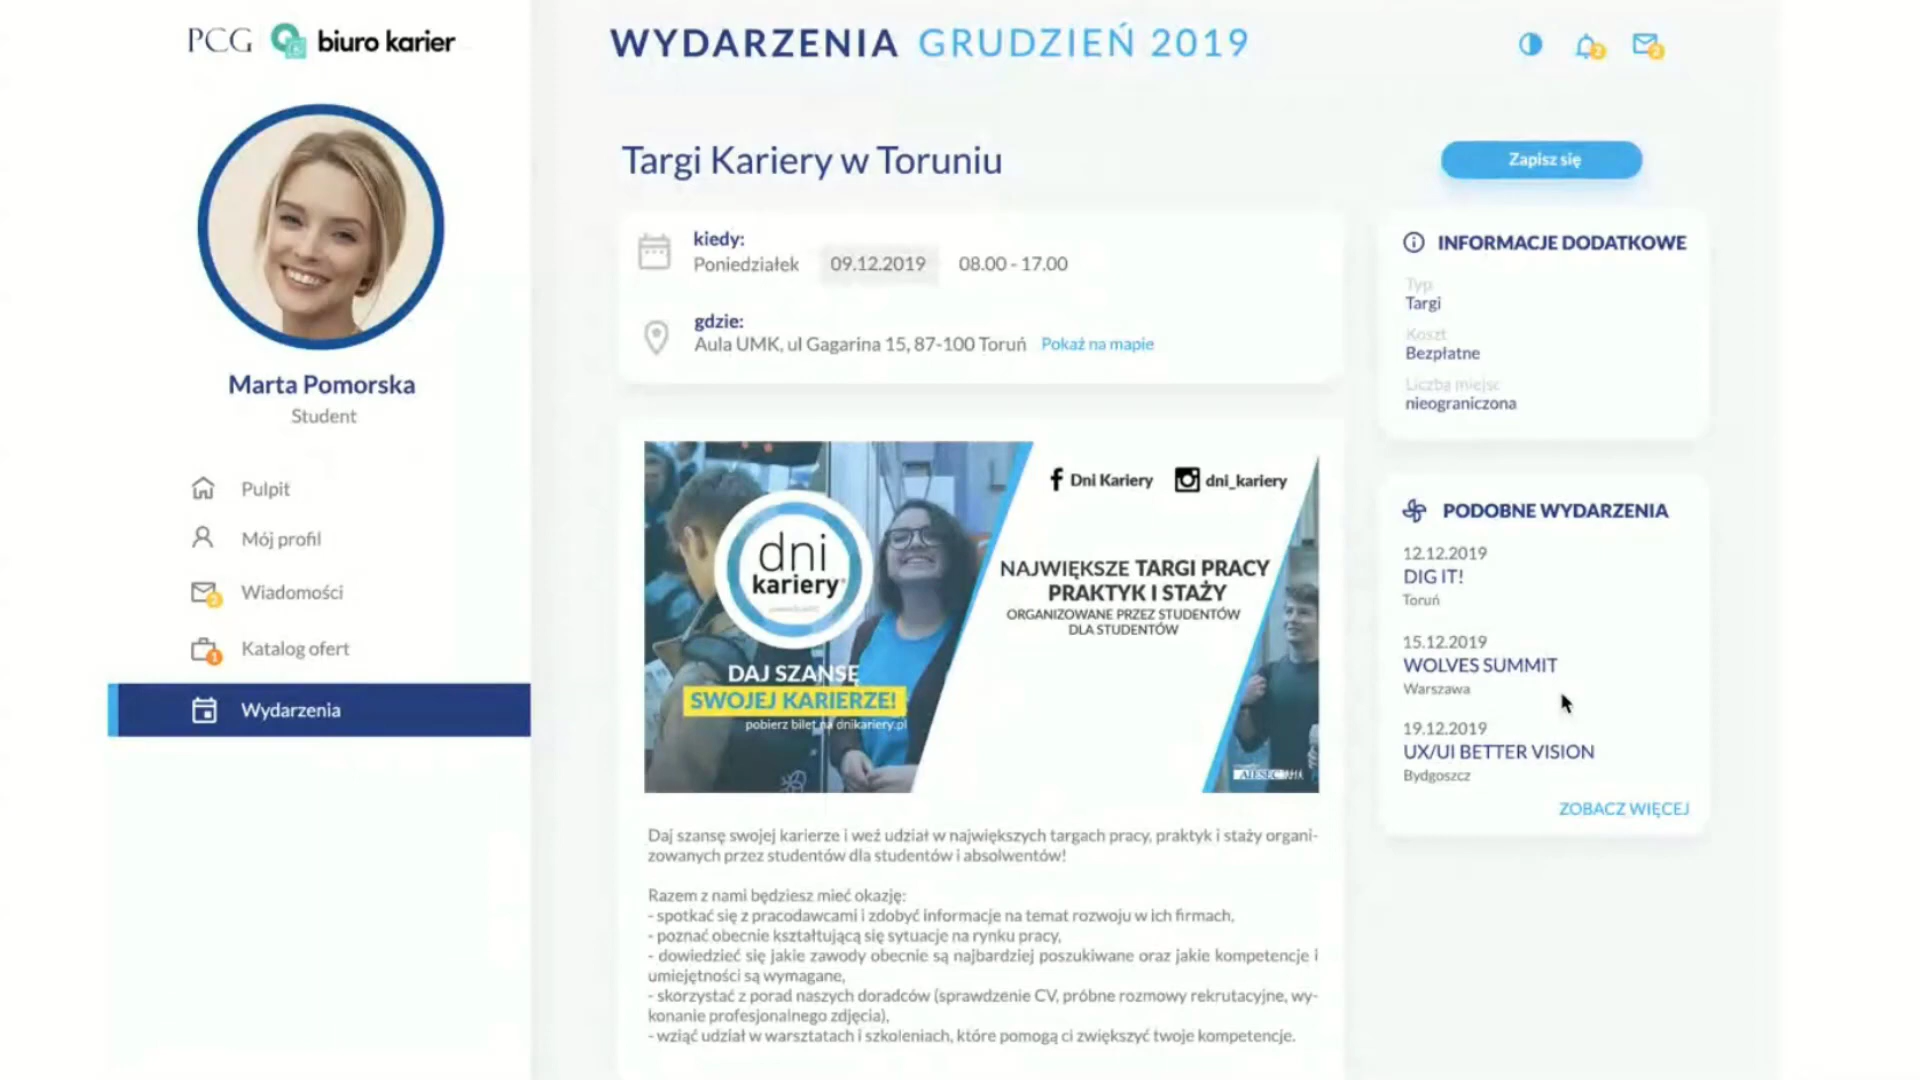 PCG biuro karier
WYDARZENIA GRUDZIEŃ 2019
2
2
Marta Pomorska
Student
Pulpit
Mój profil
Wiadomości
2
Katalog ofert
1
Wydarzenia
Targi Kariery w Toruniu
Zapisz się
kiedy:
Poniedziałek 09.12.2019 08.00 - 17.00
gdzie:
Aula UMK, ul Gagarina 15, 87-100 Toruń Pokaż na mapie
dni
kariery
DAJ SZANSĘ
SWOJEJ KARIERZE!
pobierz bilet na dnikariery.pl
Dni Kariery dni_kariery
NAJWIĘKSZE TARGI PRACY
PRAKTYK I STAŻY
ORGANIZOWANE PRZEZ STUDENTÓW
DLA STUDENTÓW
AIESEC
Daj szansę swojej karierze i weź udział w największych targach pracy, praktyk i staży organi-
zowanych przez studentów dla studentów i absolwentów!
Razem z nami będziesz mieć okazję:
- spotkać się z pracodawcami i zdobyć informacje na temat rozwoju w ich firmach,
- poznać obecnie kształtującą się sytuacje na rynku pracy,
- dowiedzieć się jakie zawody obecnie są najbardziej poszukiwane oraz jakie kompetencje i
umiejętności są wymagane,
- skorzystać z porad naszych doradców (sprawdzenie CV, próbne rozmowy rekrutacyjne, wy-
konanie profesjonalnego zdjęcia),
- wziąć udział w warsztatach i szkoleniach, które pomogą ci zwiększyć twoje kompetencje.
INFORMACJE DODATKOWE
Typ
Targi
Koszt
Bezpłatne
Liczba miejsc
nieograniczona
PODOBNE WYDARZENIA
12.12.2019
DIG IT!
Toruń
15.12.2019
WOLVES SUMMIT
Warszawa
19.12.2019
UX/UI BETTER VISION
Bydgoszcz
ZOBACZ WIĘCEJ